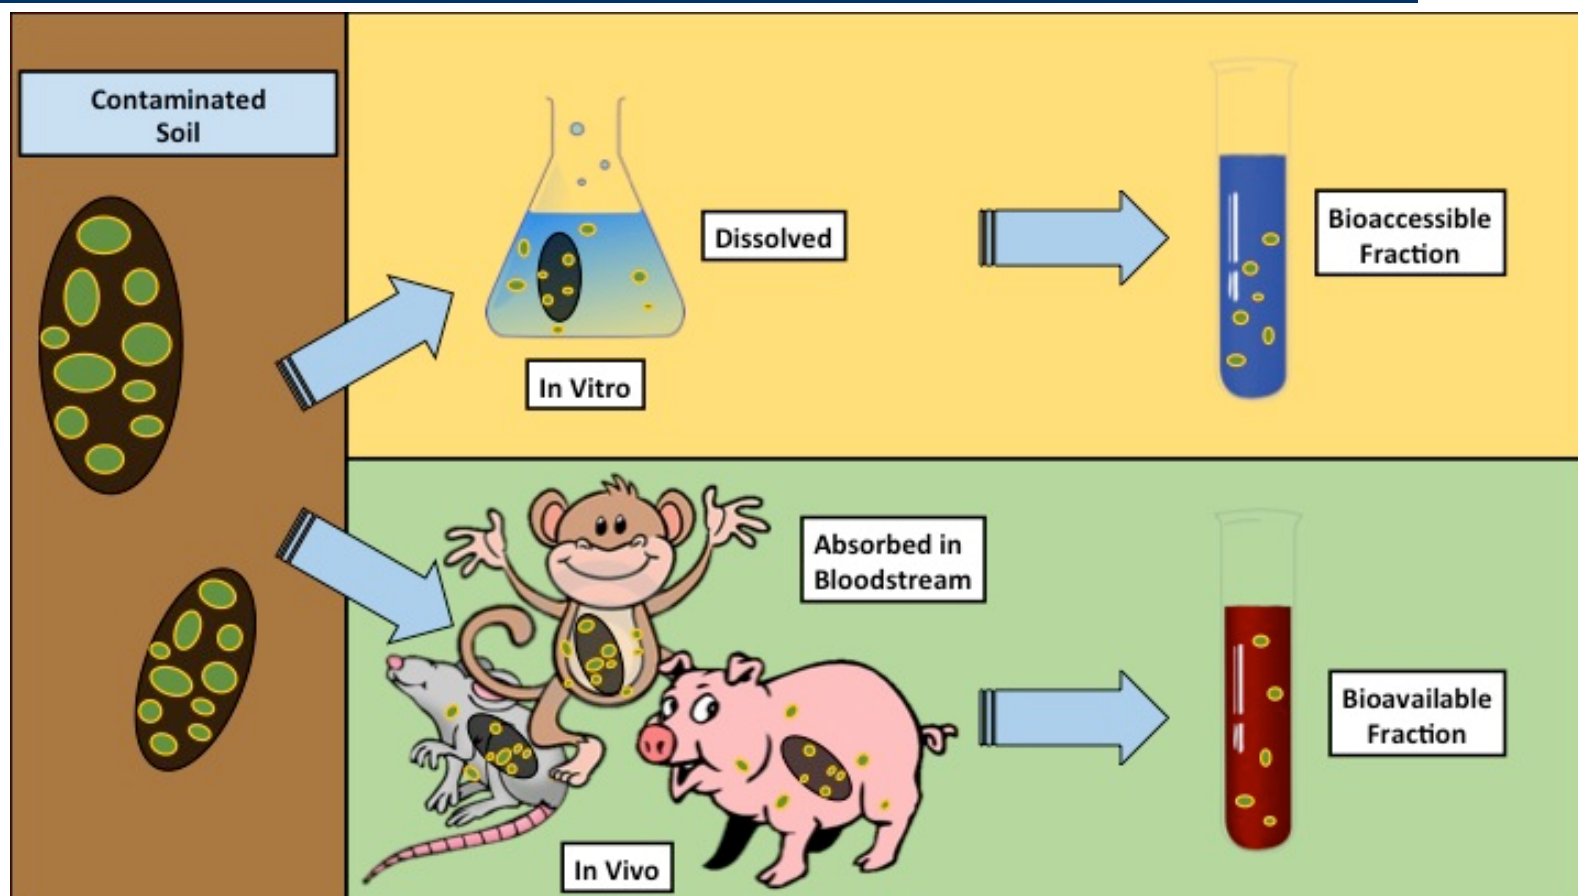 Contaminated
Soil
Dissolved
Bioaccessible
Fraction
In Vitro
Absorbed in
Bloodstream
Bioavailable
Fraction
In Vivo